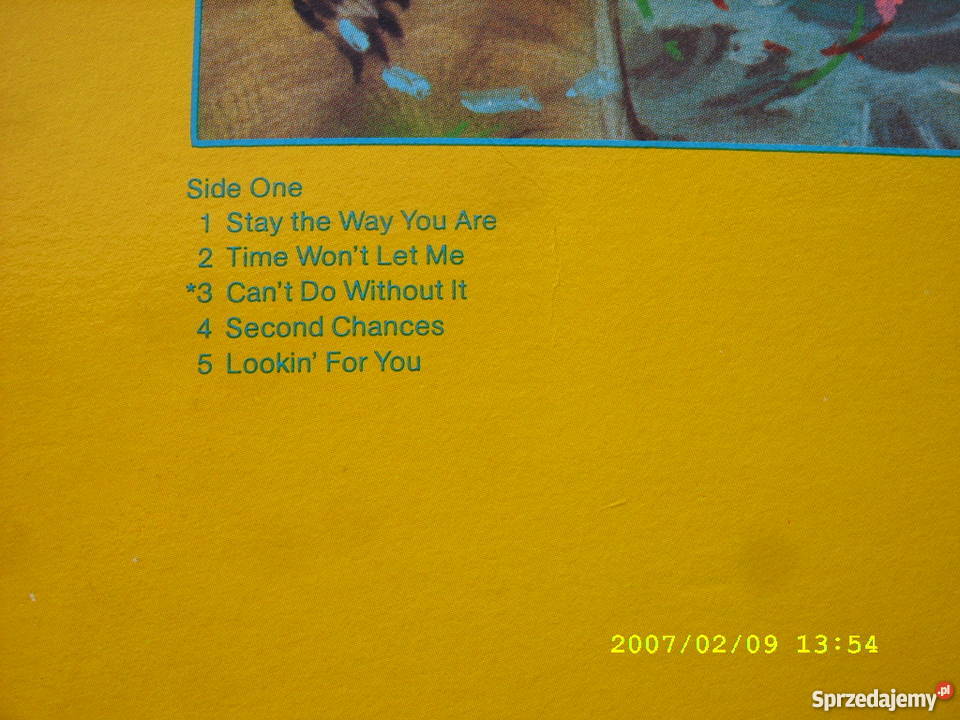 Side One
1 Stay the Way You Are
2 Time Won't Let Me
*3 Can't Do Without It
4 Second Chances
5 Lookin' For You
2007/02/09 13:54
Sprzedajemy.pl